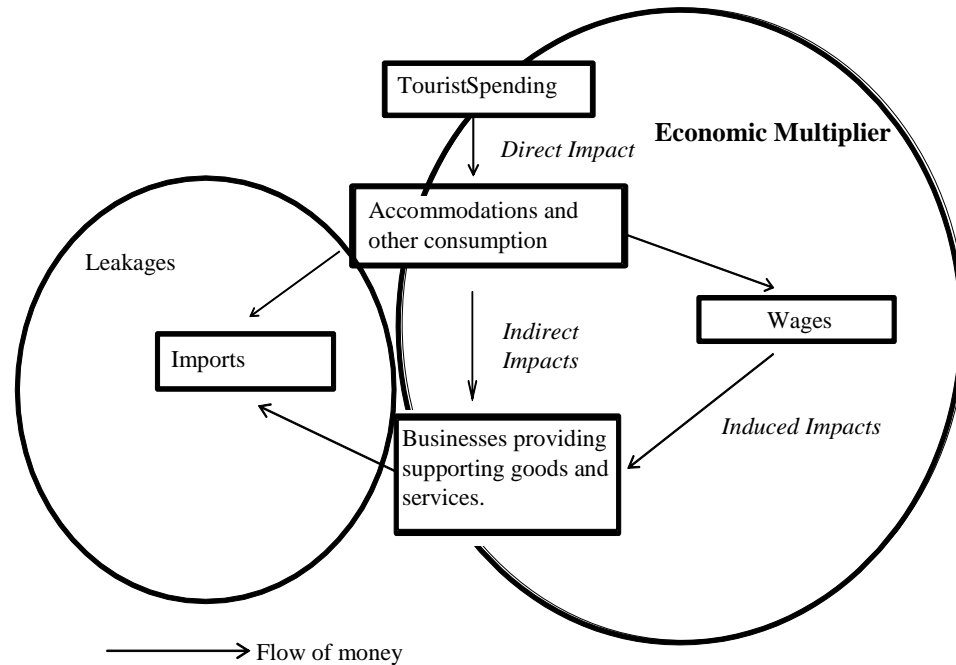 TouristSpending
Economic Multiplier
Direct Impact
Accommodations and
other consumption
Leakages
Wages
Indirect
Impacts
Imports
Induced Impacts
Businesses providing
supporting goods and
services.
Flow of money